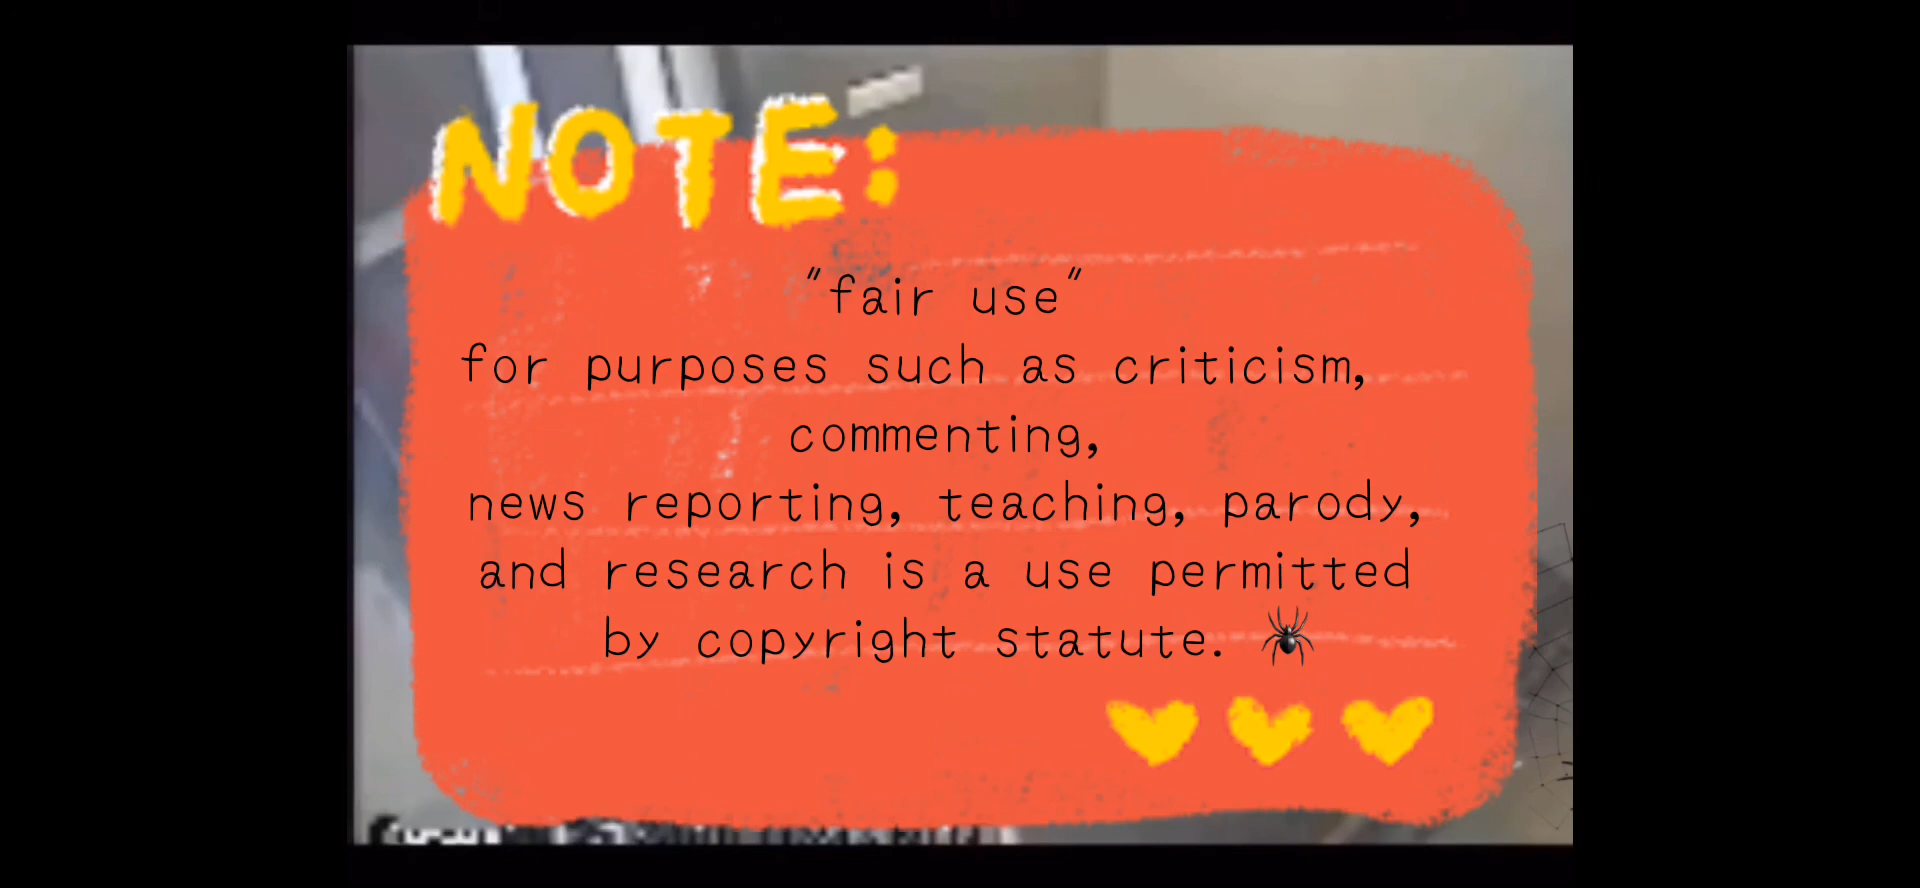 NOTE:
"fair use"
for purposes such as criticism,
commenting,
news reporting, teaching, parody,
and research is a use permitted
by copyright statute. 🕷